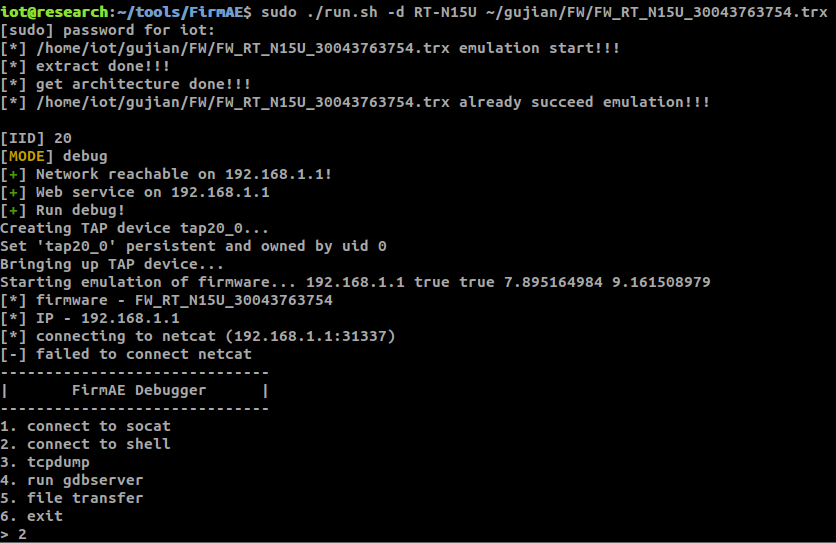 iot@research:~/tools/FirmAE$ sudo ./run.sh -d RT-N15U ~/gujian/FW/FW_RT_N15U_30043763754.trx
[sudo] password for iot:
[*] /home/iot/gujian/FW/FW_RT_N15U_30043763754.trx emulation start!!!
[*] extract done!!!
[*] get architecture done!!!
[*] /home/iot/gujian/FW/FW_RT_N15U_30043763754.trx already succeed emulation!!!
[IID] 20
[MODE] debug
[+] Network reachable on 192.168.1.1!
[+] Web service on 192.168.1.1
[+] Run debug!
Creating TAP device tap20_0...
Set 'tap20_0' persistent and owned by uid 0
Bringing up TAP device...
Starting emulation of firmware... 192.168.1.1 true true 7.895164984 9.161508979
[*] firmware - FW_RT_N15U_30043763754
[*] IP - 192.168.1.1
[*] connecting to netcat (192.168.1.1:31337)
[-] failed to connect netcat
------------------------------
|       FirmAE Debugger      |
------------------------------
1. connect to socat
2. connect to shell
3. tcpdump
4. run gdbserver
5. file transfer
6. exit
> 2